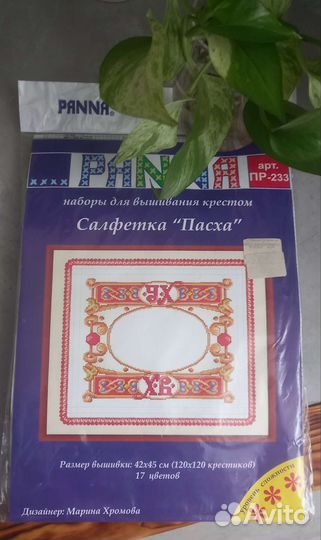 PANNA®
PANNA
арт.
ПР-233
наборы для вышивания крестом
Салфетка "Пасха"
ХВ
ХВ
Размер вышивки: 42х45 см (120х120 крестиков)
17 цветов
Уровень сложности
Дизайнер: Марина Хромова
Avito